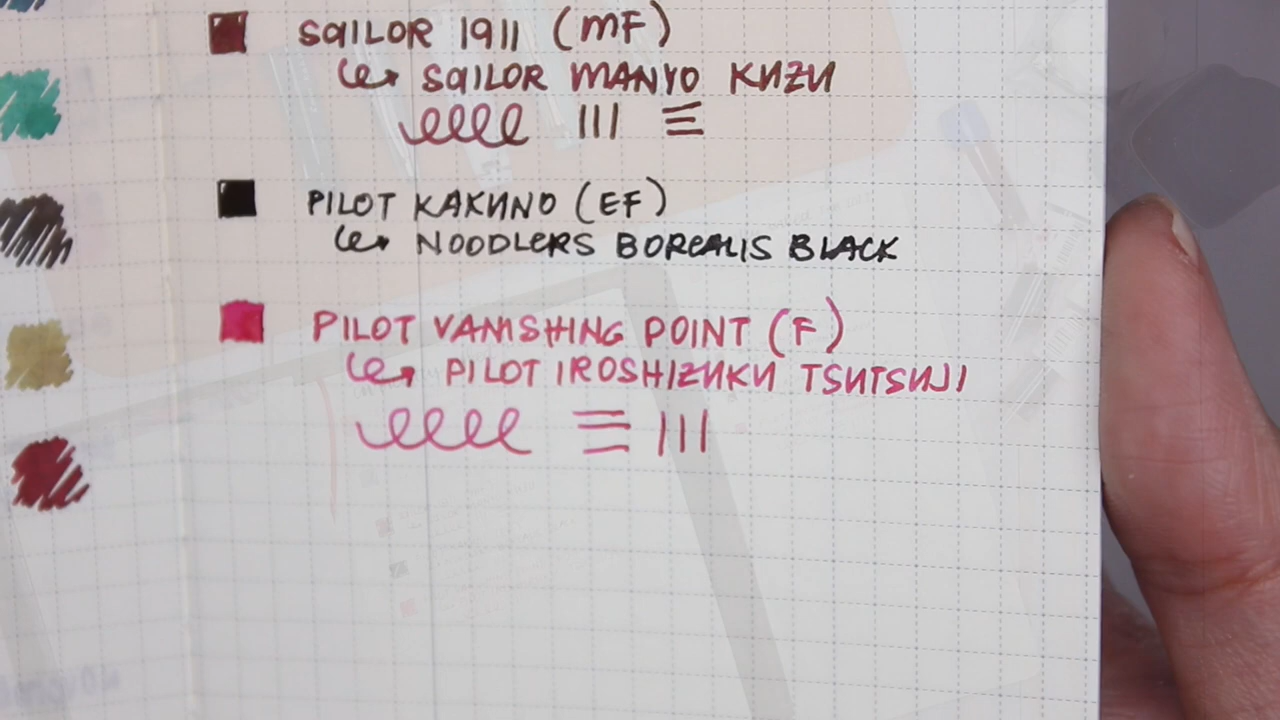 SAILOR 1911 (MF)
SAILOR MANYO KUZU
PILOT KAKUNO (EF)
NOODLERS BOREALIS BLACK
PILOT VANISHING POINT (F)
PILOT IROSHIZUKU TSUTSUJI